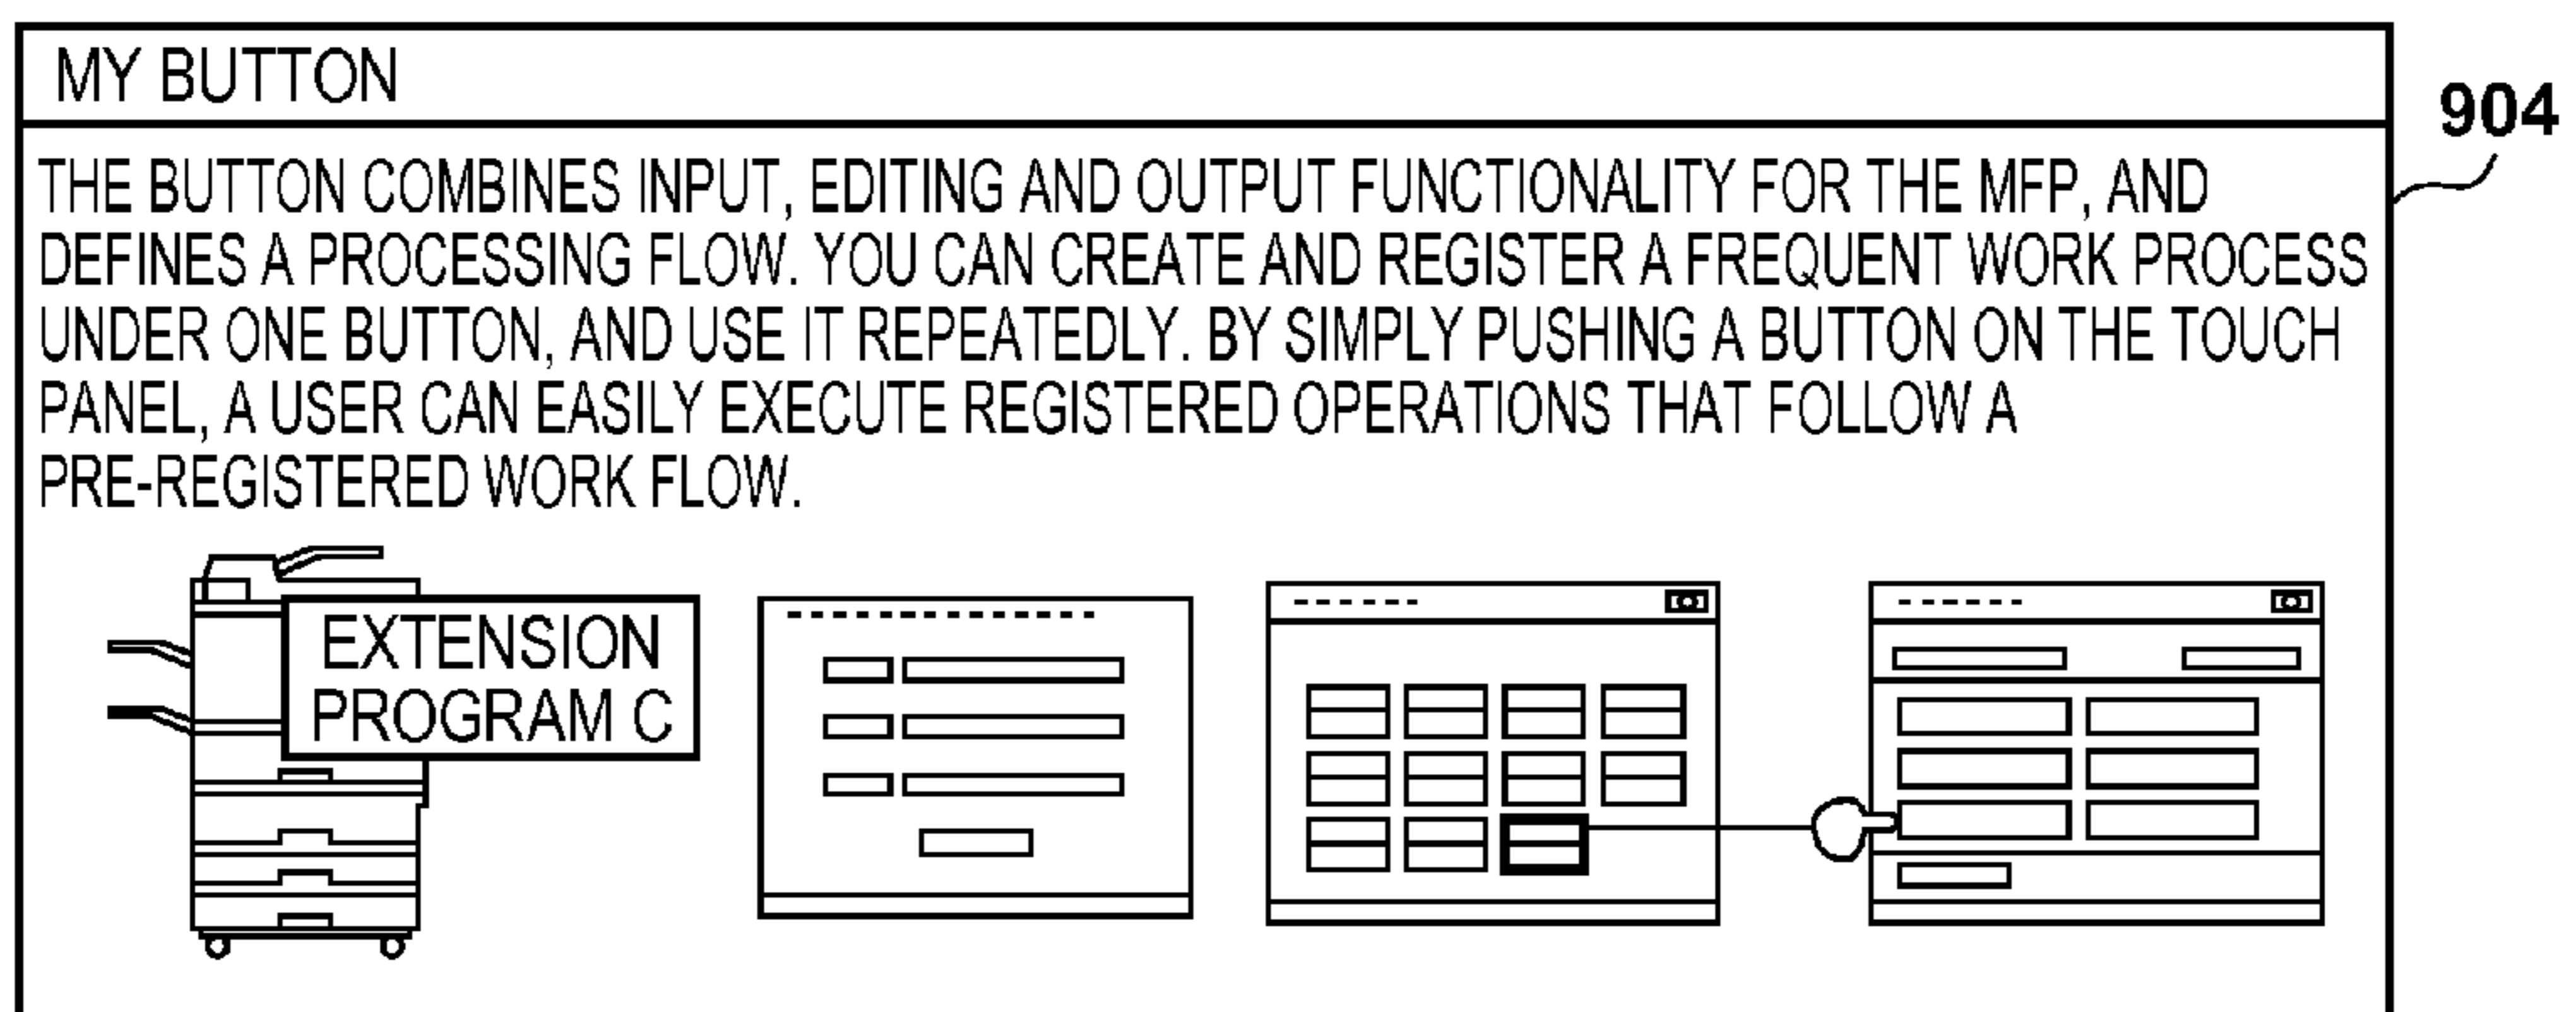 MY BUTTON
904
THE BUTTON COMBINES INPUT, EDITING AND OUTPUT FUNCTIONALITY FOR THE MFP, AND
DEFINES A PROCESSING FLOW. YOU CAN CREATE AND REGISTER A FREQUENT WORK PROCESS
UNDER ONE BUTTON, AND USE IT REPEATEDLY. BY SIMPLY PUSHING A BUTTON ON THE TOUCH
PANEL, A USER CAN EASILY EXECUTE REGISTERED OPERATIONS THAT FOLLOW A
PRE-REGISTERED WORK FLOW.
EXTENSION
PROGRAM C